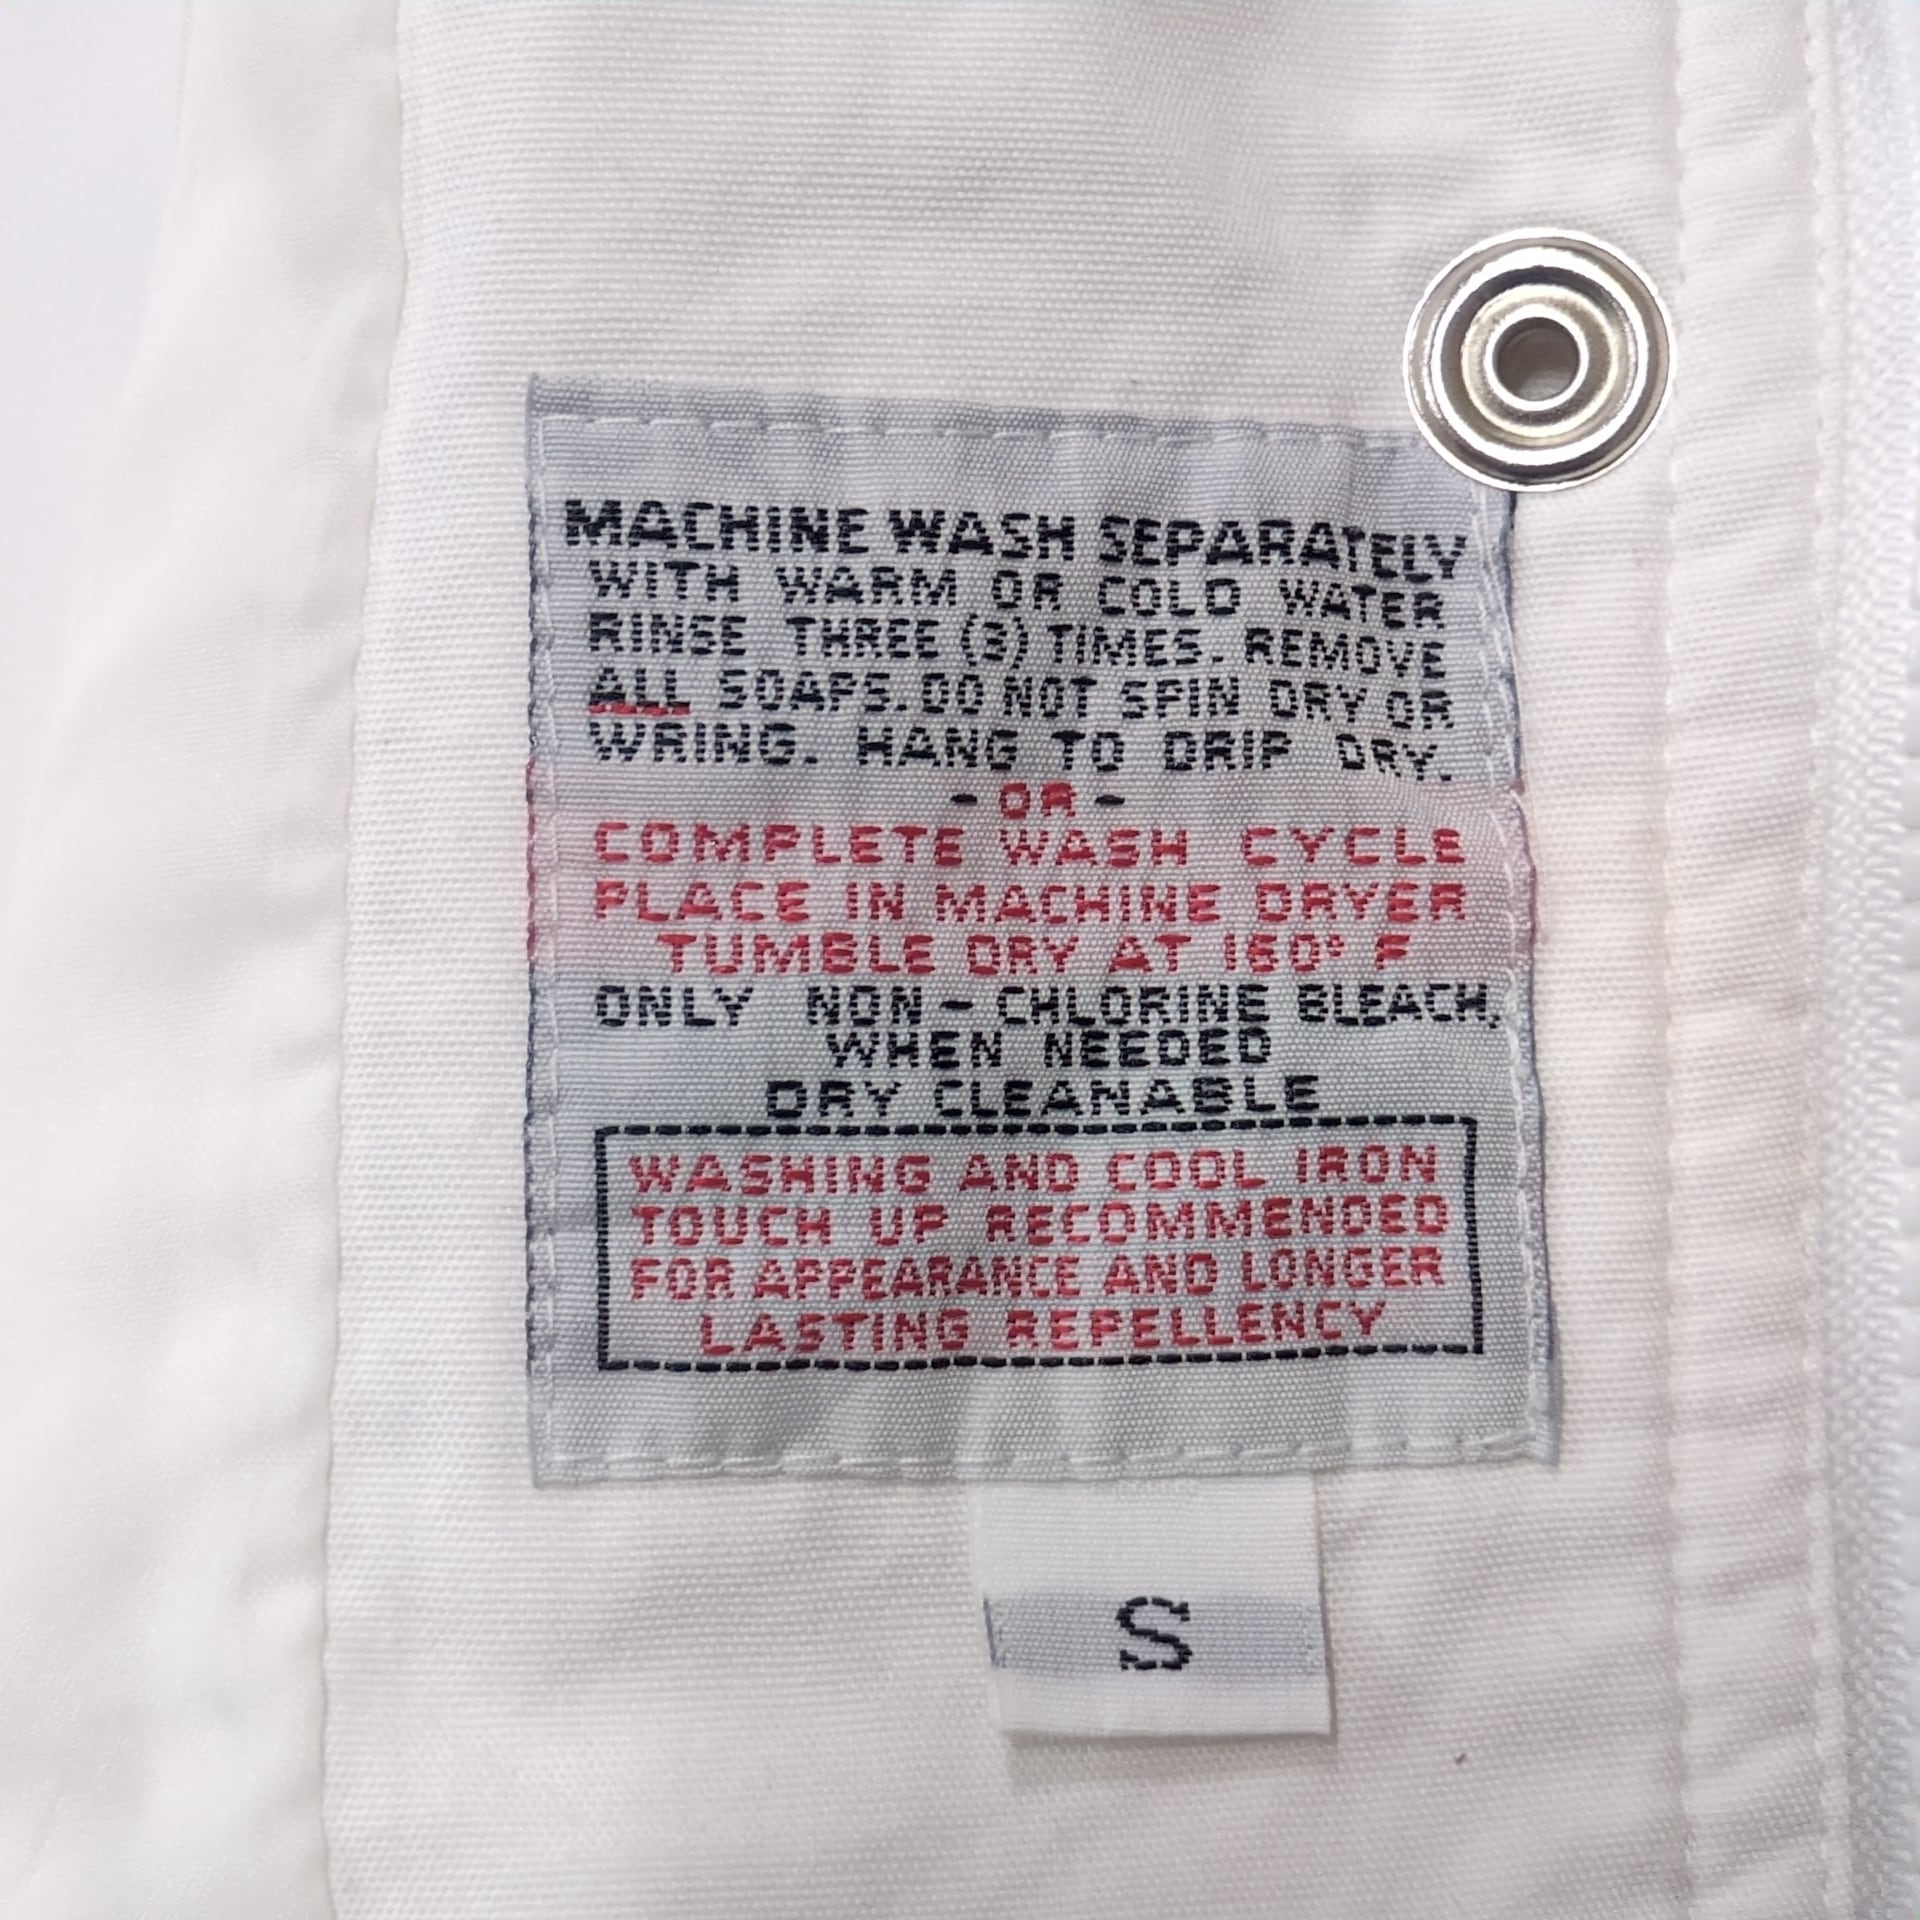 MACHINE WASH SEPARATELY
WITH WARM OR COLD WATER
RINSE THREE (3) TIMES. REMOVE
ALL SOAPS. DO NOT SPIN DRY OR
WRING. HANG TO DRIP DRY.
- OR -
COMPLETE WASH CYCLE
PLACE IN MACHINE DRYER
TUMBLE DRY AT 160° F
ONLY NON - CHLORINE BLEACH,
WHEN NEEDED
DRY CLEANABLE
WASHING AND COOL IRON
TOUCH UP RECOMMENDED
FOR APPEARANCE AND LONGER
LASTING REPELLENCY
S